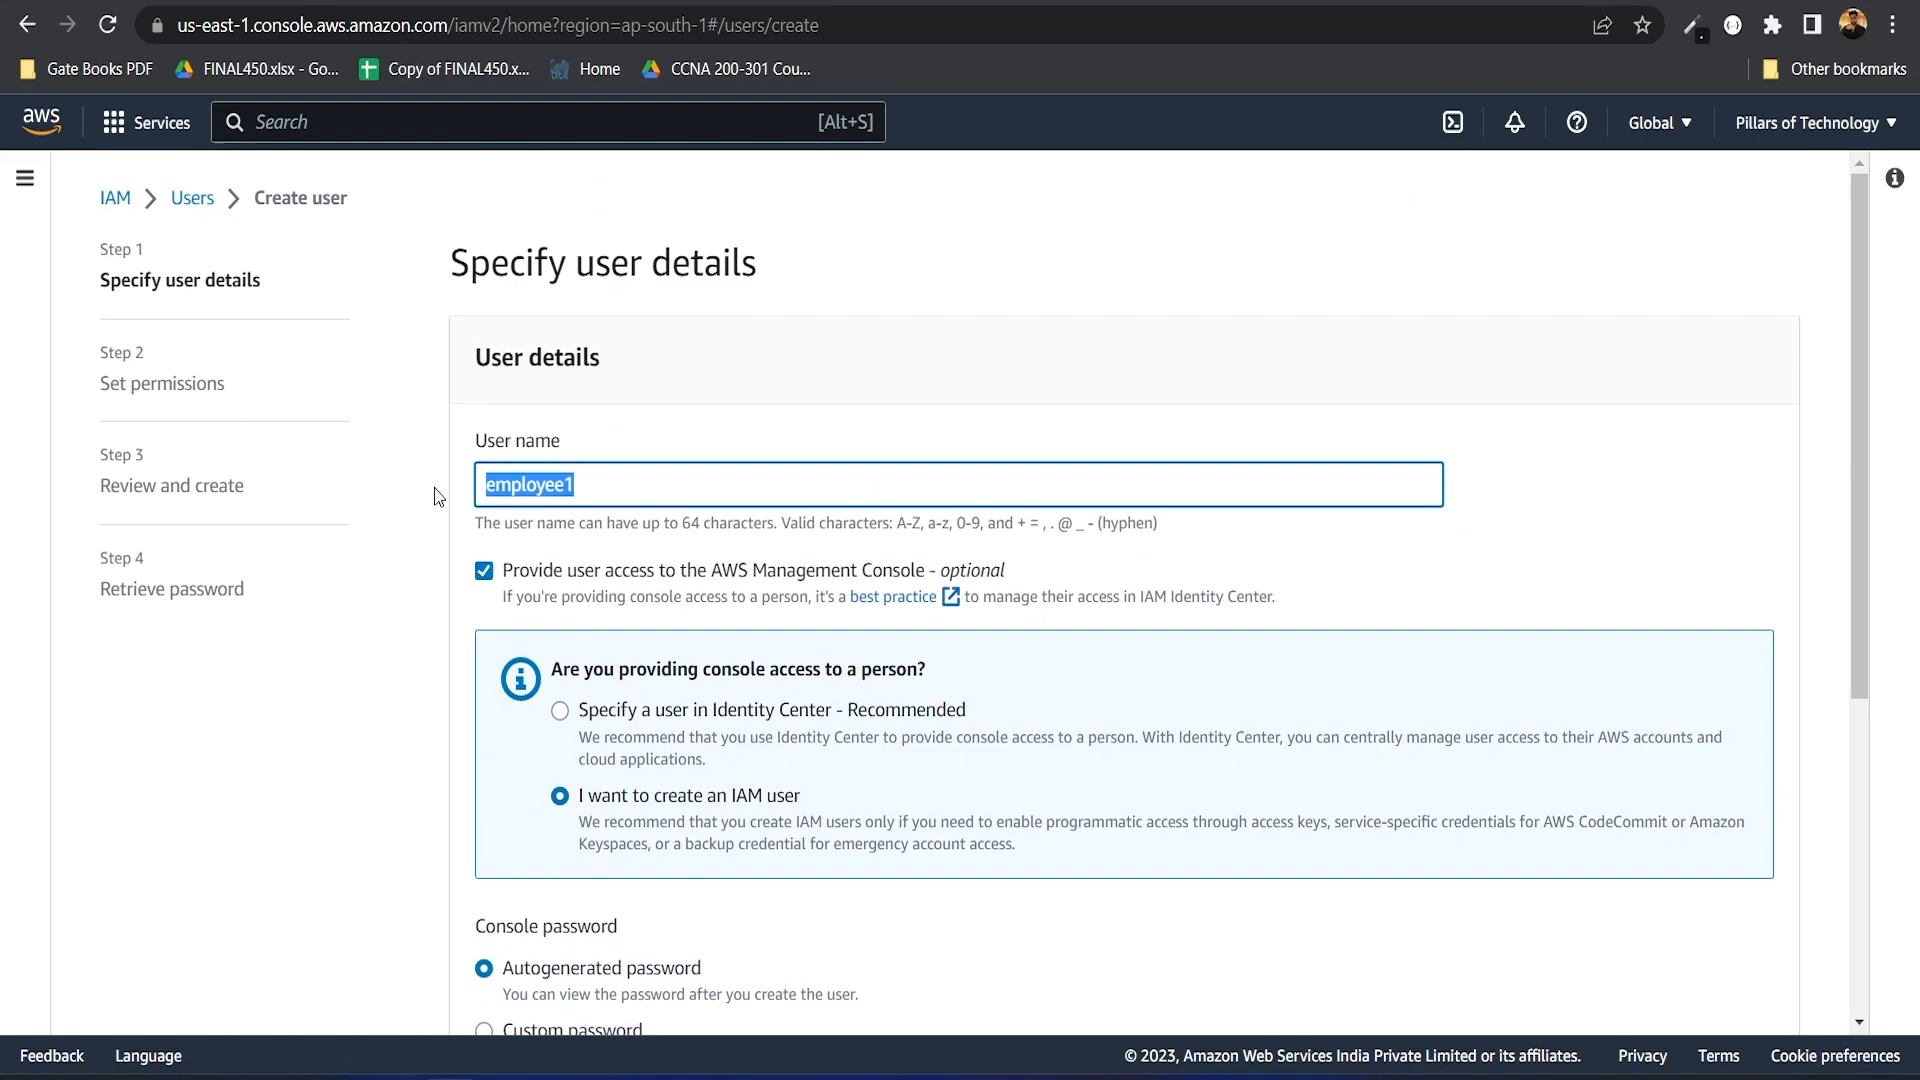 us-east-1.console.aws.amazon.com/iamv2/home?region=ap-south-1#/users/create
Gate Books PDF
FINAL450.xlsx - Go...
Copy of FINAL450.x...
Home
CCNA 200-301 Cou...
Other bookmarks
aws
Services
Search
[Alt+S]
Global
Pillars of Technology
IAM
Users
Create user
Step 1
Specify user details
Step 2
Set permissions
Step 3
Review and create
Step 4
Retrieve password
Specify user details
User details
User name
employee1
The user name can have up to 64 characters. Valid characters: A-Z, a-z, 0-9, and + = , . @ _ - (hyphen)
Provide user access to the AWS Management Console - optional
If you're providing console access to a person, it's a best practice to manage their access in IAM Identity Center.
Are you providing console access to a person?
Specify a user in Identity Center - Recommended
We recommend that you use Identity Center to provide console access to a person. With Identity Center, you can centrally manage user access to their AWS accounts and
cloud applications.
I want to create an IAM user
We recommend that you create IAM users only if you need to enable programmatic access through access keys, service-specific credentials for AWS CodeCommit or Amazon
Keyspaces, or a backup credential for emergency account access.
Console password
Autogenerated password
You can view the password after you create the user.
Custom password
Feedback
Language
© 2023, Amazon Web Services India Private Limited or its affiliates.
Privacy
Terms
Cookie preferences